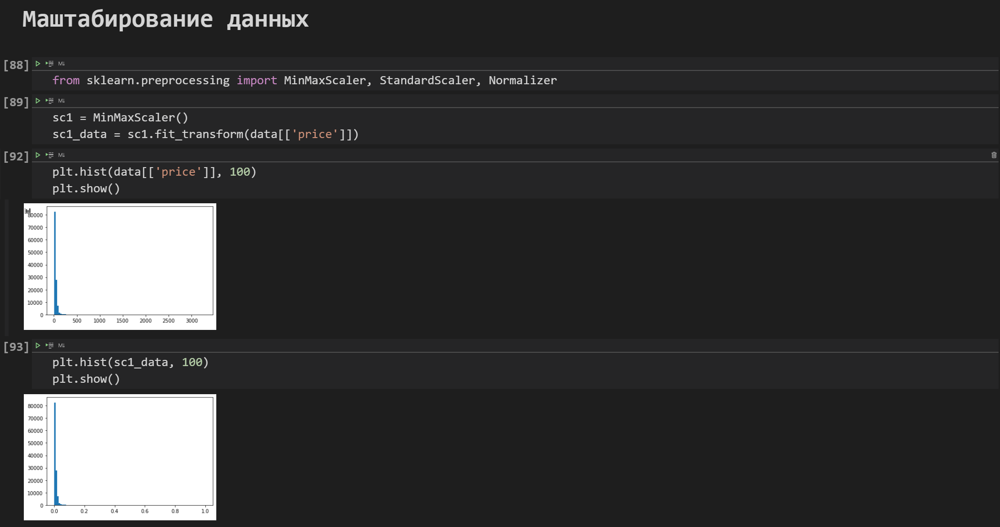 Маштабирование данных
[88]
M↓
from sklearn.preprocessing import MinMaxScaler, StandardScaler, Normalizer
[89]
M↓
sc1 = MinMaxScaler()
sc1_data = sc1.fit_transform(data[['price']])
[92]
M↓
plt.hist(data[['price']], 100)
plt.show()
80000
70000
60000
50000
40000
30000
20000
10000
0
0 500 1000 1500 2000 2500 3000
[93]
M↓
plt.hist(sc1_data, 100)
plt.show()
80000
70000
60000
50000
40000
30000
20000
10000
0
0.0 0.2 0.4 0.6 0.8 1.0